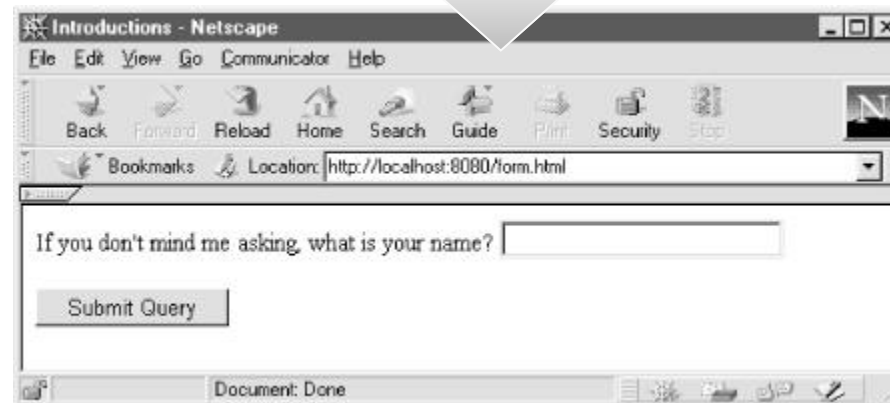 Introductions - Netscape
File Edit View Go Communicator Help
Back Forward Reload Home Search Guide Print Security Stop
N
Bookmarks Location: http://localhost:8080/form.html
If you don't mind me asking, what is your name?
Submit Query
Document: Done